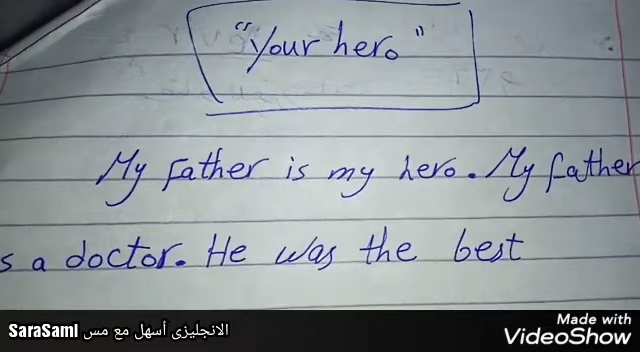 "Your hero"
My father is my hero. My father
s a doctor. He was the best
الانجليزى أسهل مع مس SaraSamI
Made with
VideoShow